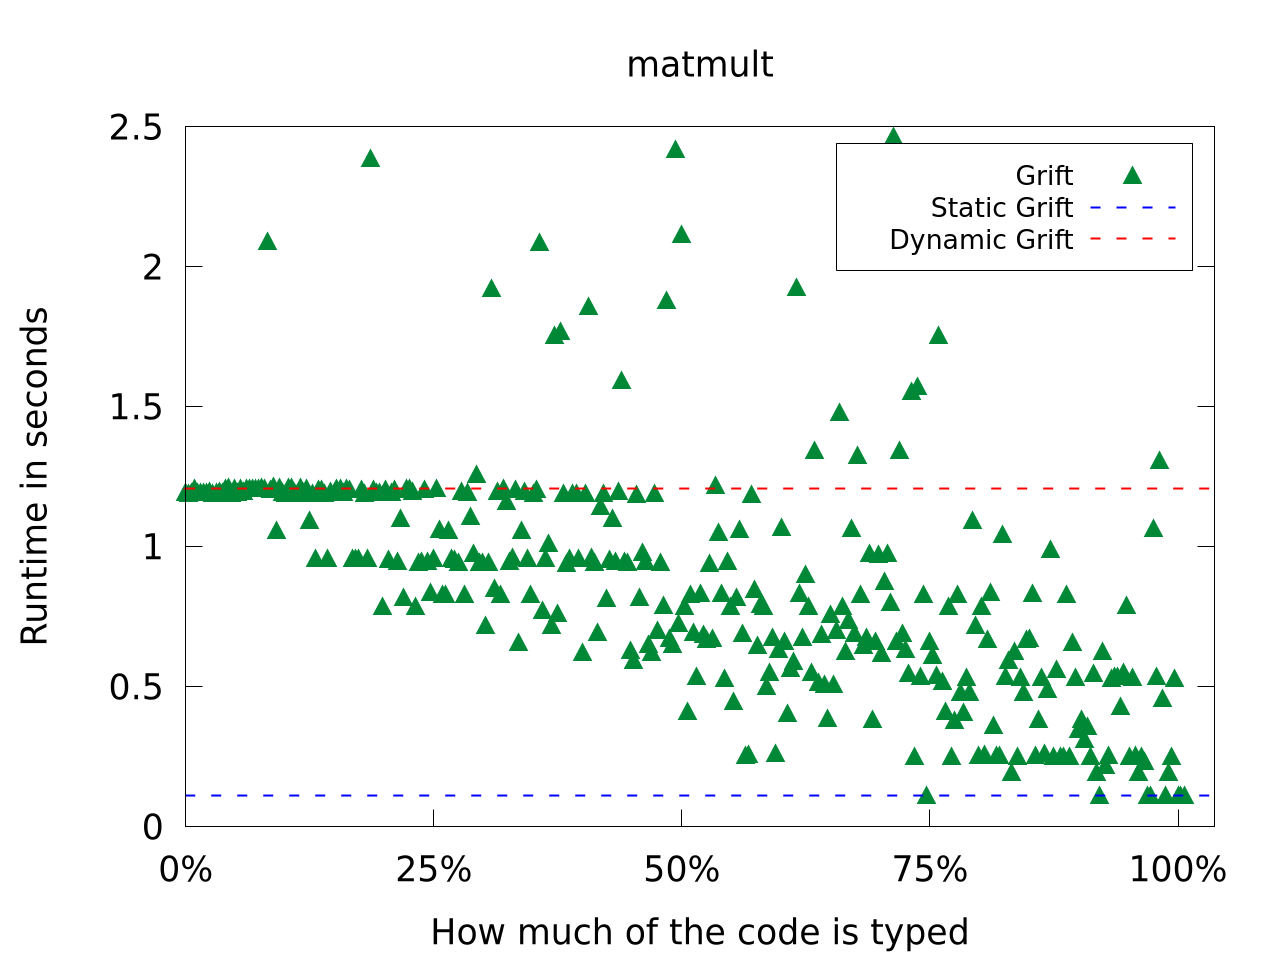 matmult
2.5
2
1.5
1
0.5
0
Runtime in seconds
Grift
Static Grift
Dynamic Grift
0% 25% 50% 75% 100%
How much of the code is typed